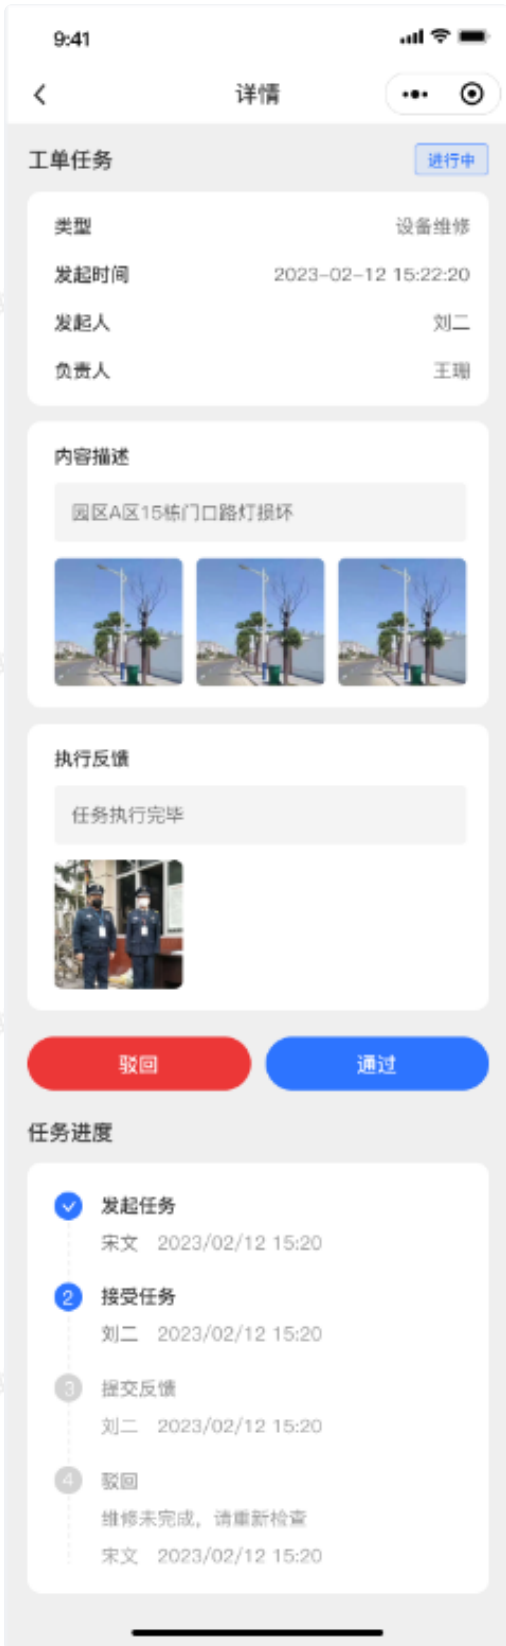 9:41
详情
工单任务
进行中
类型 设备维修
发起时间 2023-02-12 15:22:20
发起人 刘二
负责人 王珊
内容描述
园区A区15栋门口路灯损坏
执行反馈
任务执行完毕
驳回 通过
任务进度
发起任务
宋文 2023/02/12 15:20
2 接受任务
刘二 2023/02/12 15:20
3 提交反馈
刘二 2023/02/12 15:20
4 驳回
维修未完成，请重新检查
宋文 2023/02/12 15:20